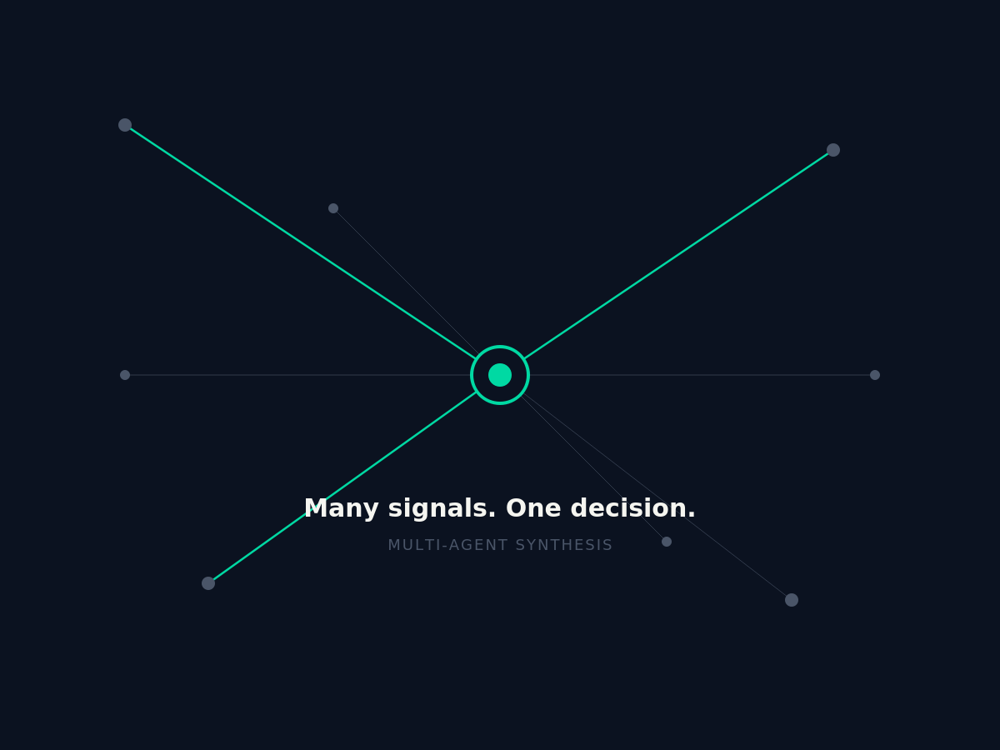 Many signals. One decision.
MULTI-AGENT SYNTHESIS